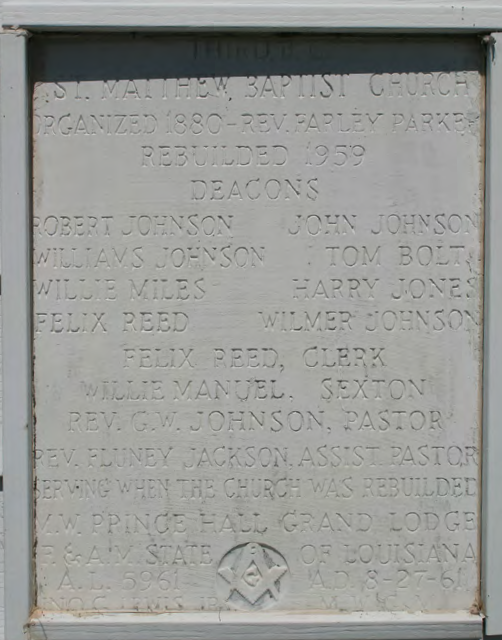 THIRD B.C.
ST. MATTHEW, BAPTIST CHURCH
ORGANIZED 1880-REV. FARLEY PARKER
REBUILDED 1959
DEACONS
ROBERT JOHNSON JOHN JOHNSON
WILLIAMS JOHNSON TOM BOLT
WILLIE MILES HARRY JONES
FELIX REED WILMER JOHNSON
FELIX REED, CLERK
WILLIE MANUEL. SEXTON
REV. G.W. JOHNSON, PASTOR
REV. FLUNEY JACKSON, ASSIST. PASTOR
SERVING WHEN THE CHURCH WAS REBUILDED
M.W. PRINCE HALL GRAND LODGE
F. & A.M. STATE OF LOUISIANA
A.L. 5961 G A.D. 8-27-61